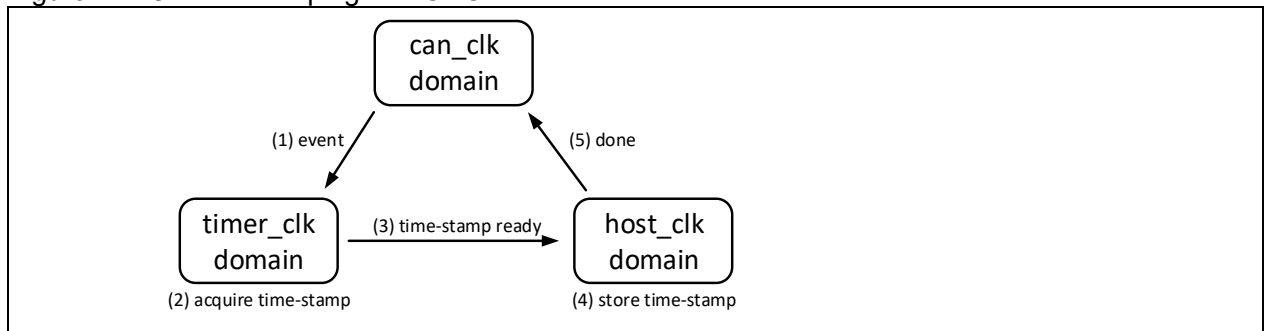 can_clk
domain
(1) event
(5) done
timer_clk
domain
(3) time-stamp ready
host_clk
domain
(2) acquire time-stamp
(4) store time-stamp